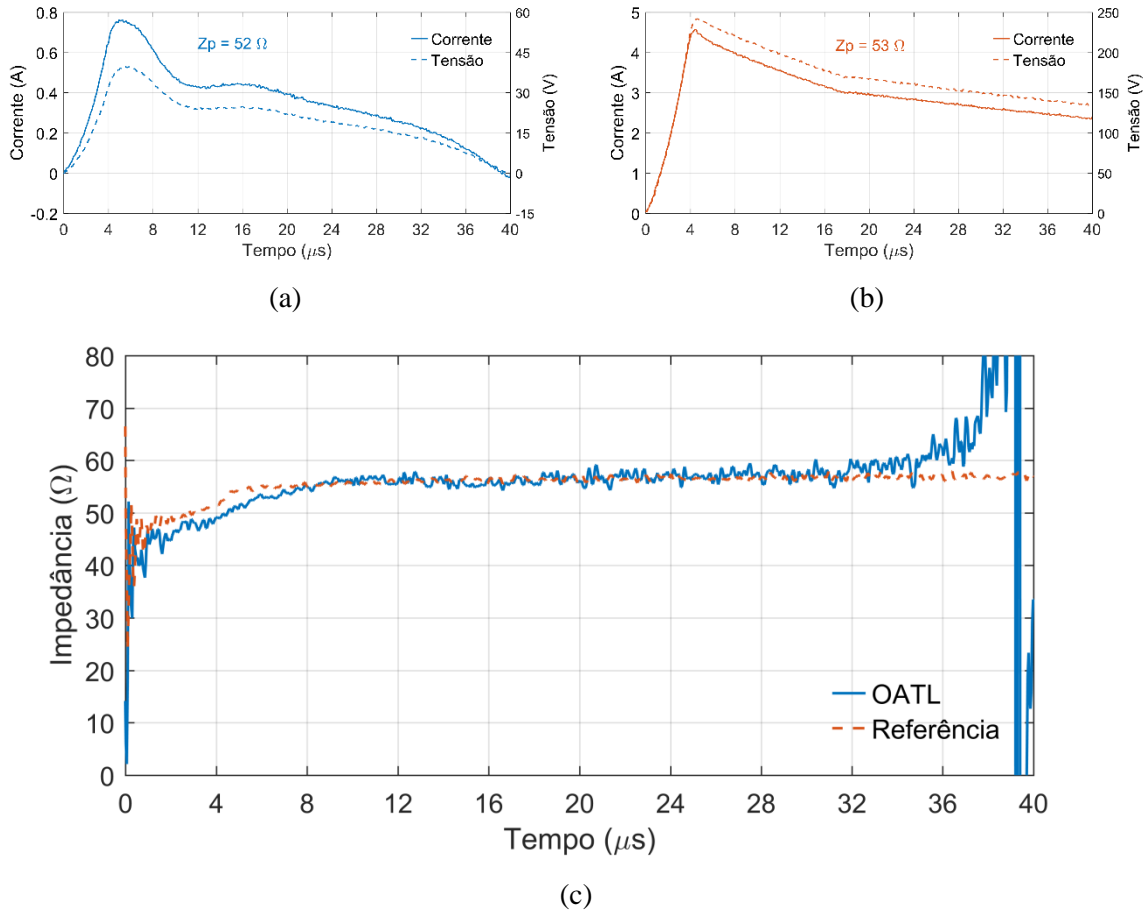 0.8
0.6
0.4
0.2
0
-0.2
Corrente (A)
60
45
30
15
0
-15
Tensão (V)
Zp = 52 Ω
Corrente
Tensão
0 4 8 12 16 20 24 28 32 36 40
Tempo (μs)
(a)
5
4
3
2
1
0
Corrente (A)
250
200
150
100
50
0
Tensão (V)
Zp = 53 Ω
Corrente
Tensão
0 4 8 12 16 20 24 28 32 36 40
Tempo (μs)
(b)
80
70
60
50
40
30
20
10
0
Impedância (Ω)
OATL
Referência
0 4 8 12 16 20 24 28 32 36 40
Tempo (μs)
(c)